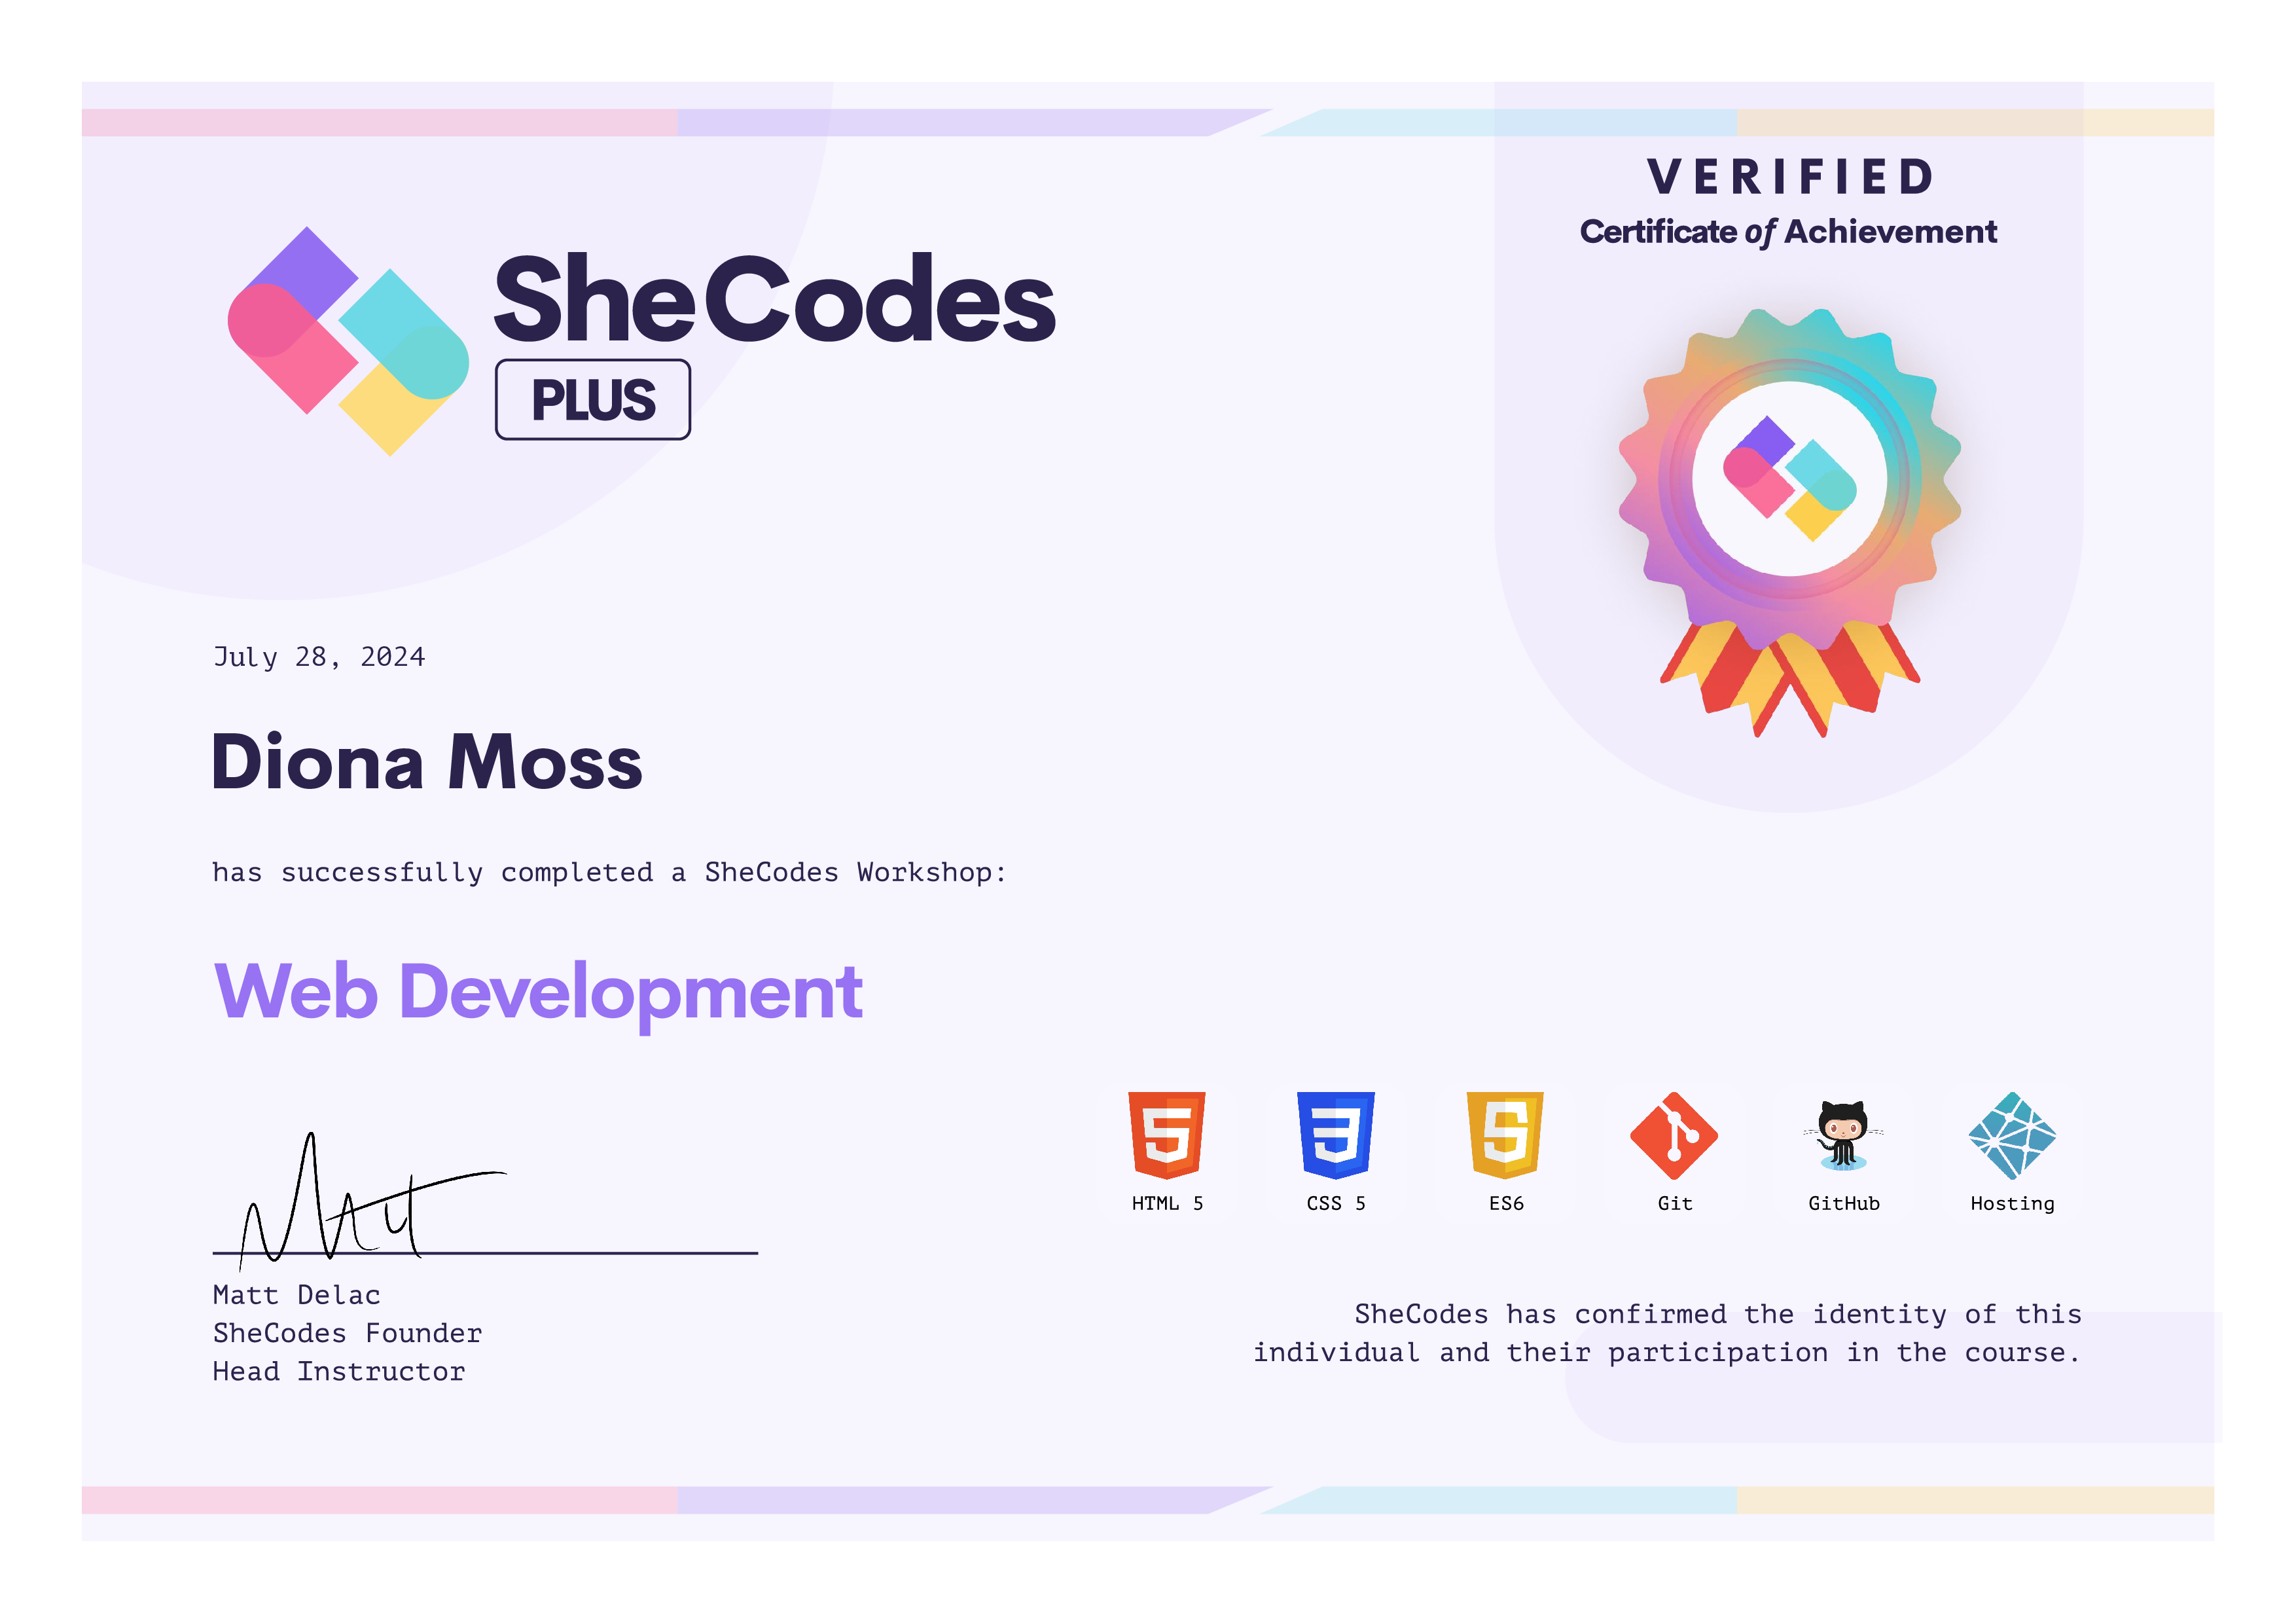 VERIFIED
Certificate of Achievement
SheCodes
PLUS
July 28, 2024
Diona Moss
has successfully completed a SheCodes Workshop:
Web Development
HTML 5
CSS 5
ES6
Git
GitHub
Hosting
Matt Delac
SheCodes Founder
Head Instructor
SheCodes has confirmed the identity of this
individual and their participation in the course.